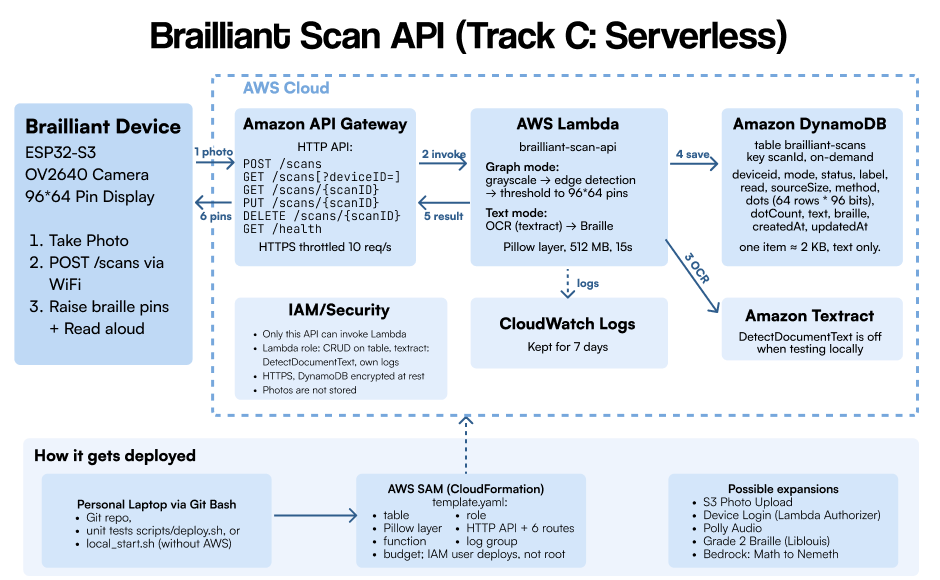 Brailliant Scan API (Track C: Serverless)
AWS Cloud
Brailliant Device
ESP32-S3
OV2640 Camera
96*64 Pin Display
1. Take Photo
2. POST /scans via
WiFi
3. Raise braille pins
+ Read aloud
1 photo
6 pins
Amazon API Gateway
HTTP API:
POST /scans
GET /scans[?deviceID=]
GET /scans/{scanID}
PUT /scans/{scanID}
DELETE /scans/{scanID}
GET /health
HTTPS throttled 10 req/s
2 invoke
5 result
AWS Lambda
brailliant-scan-api
Graph mode:
grayscale → edge detection
→ threshold to 96*64 pins
Text mode:
OCR (textract) → Braille
Pillow layer, 512 MB, 15s
4 save
3 OCR
logs
Amazon DynamoDB
table brailliant-scans
key scanId, on-demand
deviceid, mode, status, label,
read, sourceSize, method,
dots (64 rows * 96 bits),
dotCount, text, braille,
createdAt, updatedAt
one item ≈ 2 KB, text only.
IAM/Security
• Only this API can invoke Lambda
• Lambda role: CRUD on table, textract:
DetectDocumentText, own logs
• HTTPS, DynamoDB encrypted at rest
• Photos are not stored
CloudWatch Logs
Kept for 7 days
Amazon Textract
DetectDocumentText is off
when testing locally
How it gets deployed
Personal Laptop via Git Bash
• Git repo,
• unit tests scripts/deploy.sh, or
• local_start.sh (without AWS)
AWS SAM (CloudFormation)
template.yaml:
• table
• Pillow layer
• function
• role
• HTTP API + 6 routes
• log group
• budget; IAM user deploys, not root
Possible expansions
• S3 Photo Upload
• Device Login (Lambda Authorizer)
• Polly Audio
• Grade 2 Braille (Liblouis)
• Bedrock: Math to Nemeth